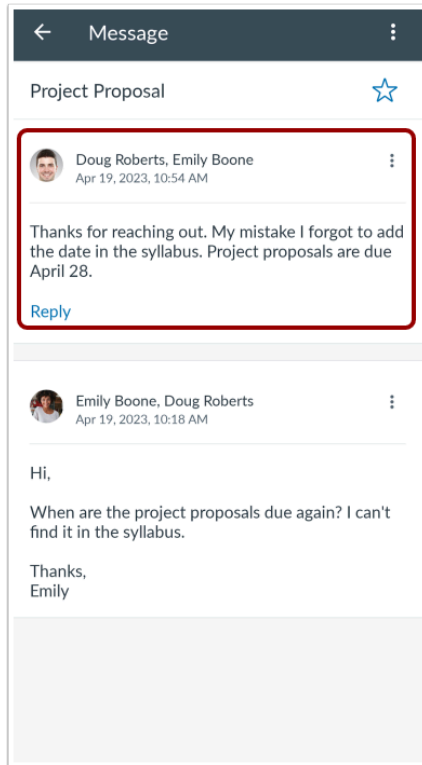 Message
Project Proposal
Doug Roberts, Emily Boone
Apr 19, 2023, 10:54 AM
Thanks for reaching out. My mistake I forgot to add
the date in the syllabus. Project proposals are due
April 28.
Reply
Emily Boone, Doug Roberts
Apr 19, 2023, 10:18 AM
Hi,
When are the project proposals due again? I can't
find it in the syllabus.
Thanks,
Emily